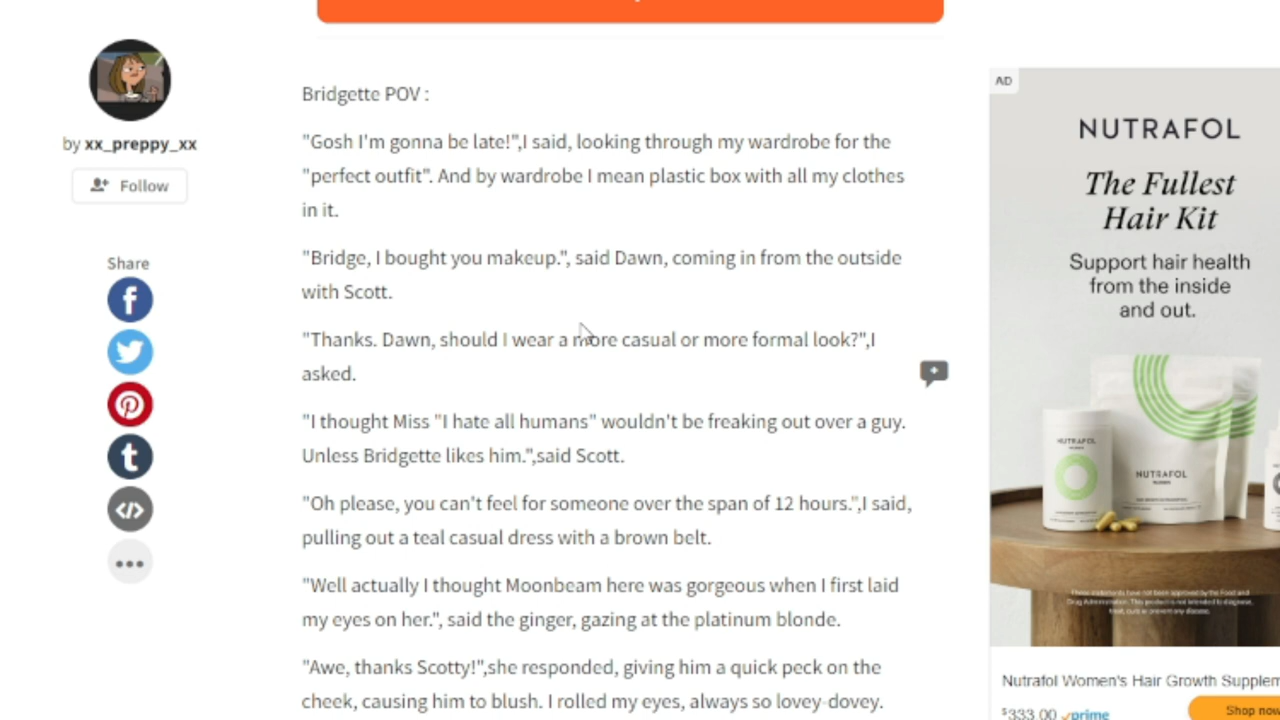 by xx_preppy_xx
Follow
Share
Bridgette POV :
"Gosh I'm gonna be late!",I said, looking through my wardrobe for the
"perfect outfit". And by wardrobe I mean plastic box with all my clothes
in it.
"Bridge, I bought you makeup.", said Dawn, coming in from the outside
with Scott.
"Thanks. Dawn, should I wear a more casual or more formal look?",I
asked.
"I thought Miss "I hate all humans" wouldn't be freaking out over a guy.
Unless Bridgette likes him.",said Scott.
"Oh please, you can't feel for someone over the span of 12 hours.",I said,
pulling out a teal casual dress with a brown belt.
"Well actually I thought Moonbeam here was gorgeous when I first laid
my eyes on her.", said the ginger, gazing at the platinum blonde.
"Awe, thanks Scotty!",she responded, giving him a quick peck on the
cheek, causing him to blush. I rolled my eyes, always so lovey-dovey.
AD
NUTRAFOL
The Fullest
Hair Kit
Support hair health
from the inside
and out.
NUTRAFOL
NUTRAFOL
Nutrafol Women's Hair Growth Supplem
$333.00 prime
Shop now